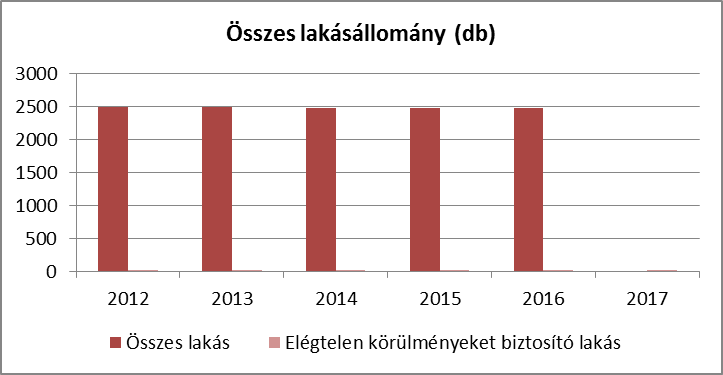 Összes lakásállomány (db)
3000
2500
2000
1500
1000
500
0
2012 2013 2014 2015 2016 2017
Összes lakás Elégtelen körülményeket biztosító lakás